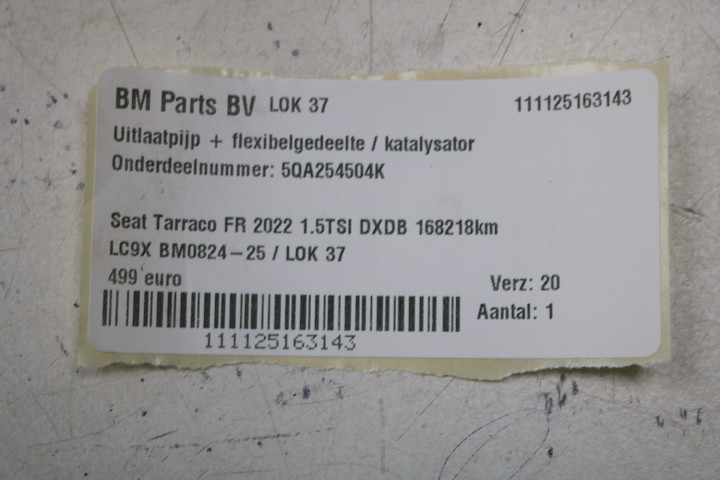 BM Parts BV LOK 37 111125163143
Uitlaatpijp + flexibelgedeelte / katalysator
Onderdeelnummer: 5QA254504K
Seat Tarraco FR 2022 1.5TSI DXDB 168218km
LC9X BM0824-25 / LOK 37
499 euro Verz: 20
Aantal: 1
111125163143